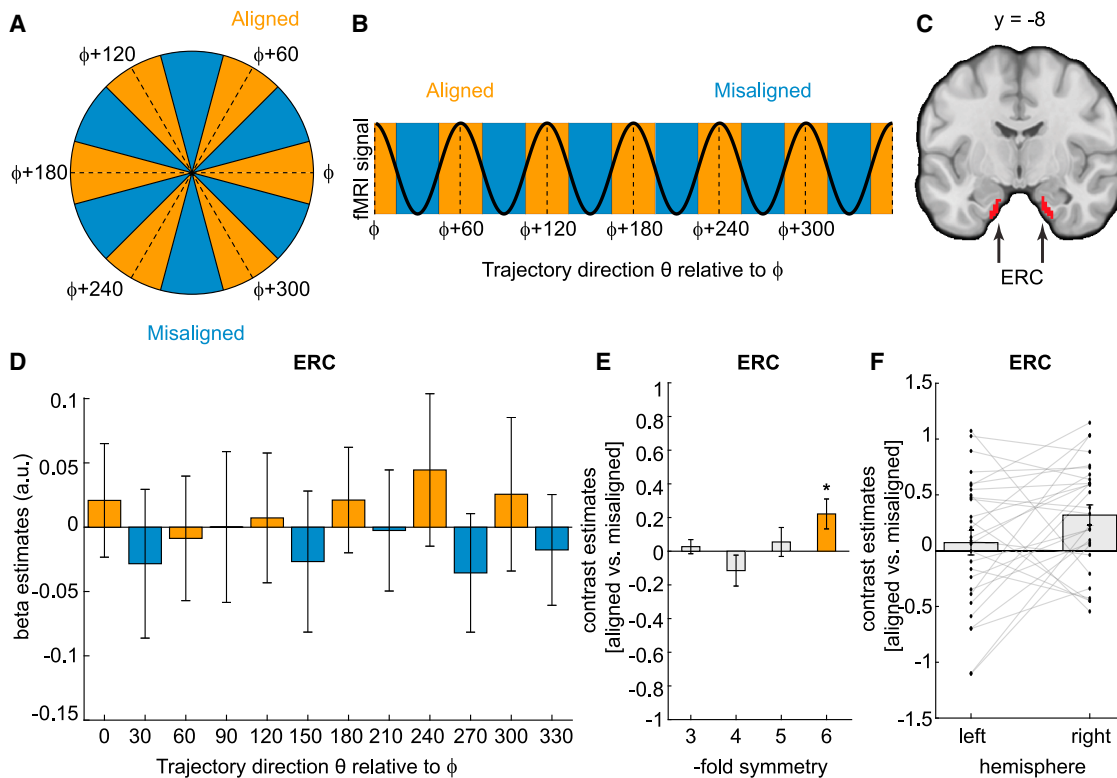 A
Aligned
ϕ+120
ϕ+60
ϕ+180
ϕ
ϕ+240
ϕ+300
Misaligned
B
Aligned
Misaligned
fMRI signal
ϕ
ϕ+60
ϕ+120
ϕ+180
ϕ+240
ϕ+300
Trajectory direction θ relative to ϕ
C
y = -8
ERC
D
ERC
beta estimates (a.u.)
0.1
0.05
0
-0.05
-0.1
-0.15
0 30 60 90 120 150 180 210 240 270 300 330
Trajectory direction θ relative to ϕ
E
ERC
contrast estimates
[aligned vs. misaligned]
1
0.8
0.6
0.4
0.2
0
-0.2
-0.4
-0.6
-0.8
-1
*
3 4 5 6
-fold symmetry
F
ERC
contrast estimates
[aligned vs. misaligned]
1.5
1
0.5
0
-0.5
-1
-1.5
left right
hemisphere